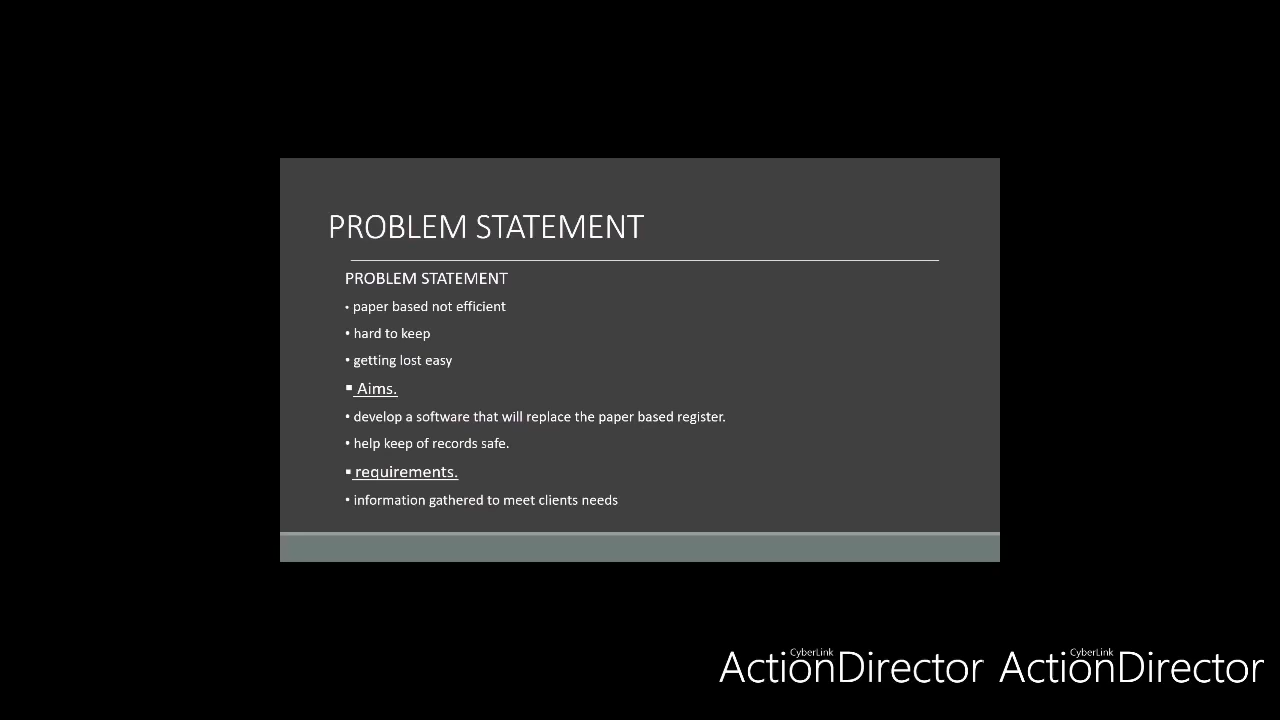 PROBLEM STATEMENT
PROBLEM STATEMENT
• paper based not efficient
• hard to keep
• getting lost easy
▪ Aims.
• develop a software that will replace the paper based register.
• help keep of records safe.
▪ requirements.
• information gathered to meet clients needs
CyberLink CyberLink
ActionDirector ActionDirector